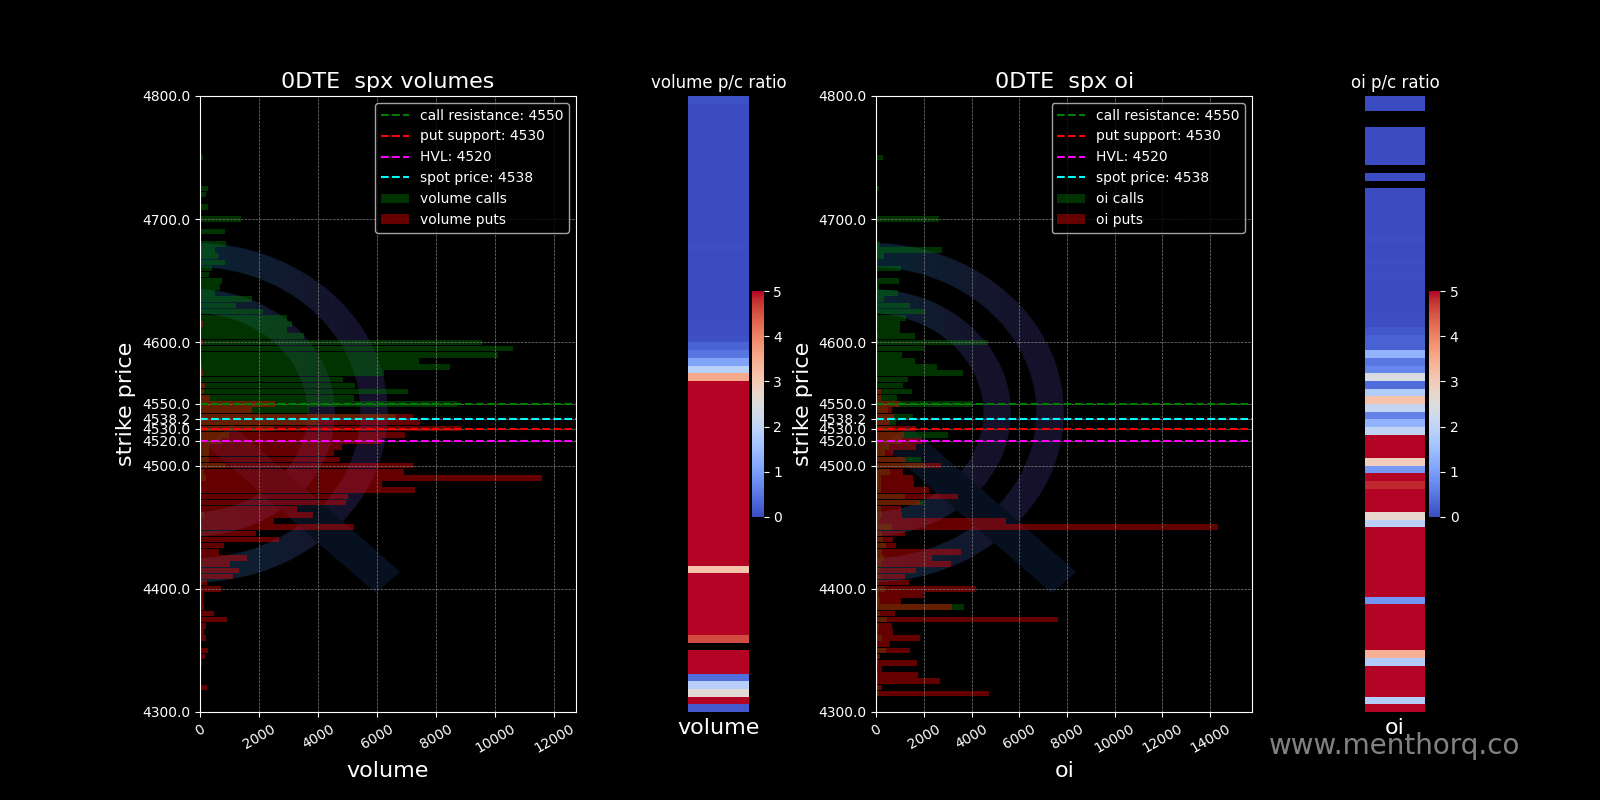 0DTE  spx volumes
volume p/c ratio
0DTE  spx oi
oi p/c ratio
4800.0
4700.0
4600.0
4550.0
4538.2
4530.0
4520.0
4500.0
4400.0
4300.0
strike price
call resistance: 4550
put support: 4530
HVL: 4520
spot price: 4538
volume calls
volume puts
0
2000
4000
6000
8000
10000
12000
volume
5
4
3
2
1
0
volume
4800.0
4700.0
4600.0
4550.0
4538.2
4530.0
4520.0
4500.0
4400.0
4300.0
strike price
call resistance: 4550
put support: 4530
HVL: 4520
spot price: 4538
oi calls
oi puts
0
2000
4000
6000
8000
10000
12000
14000
oi
5
4
3
2
1
0
oi
www.menthorq.co